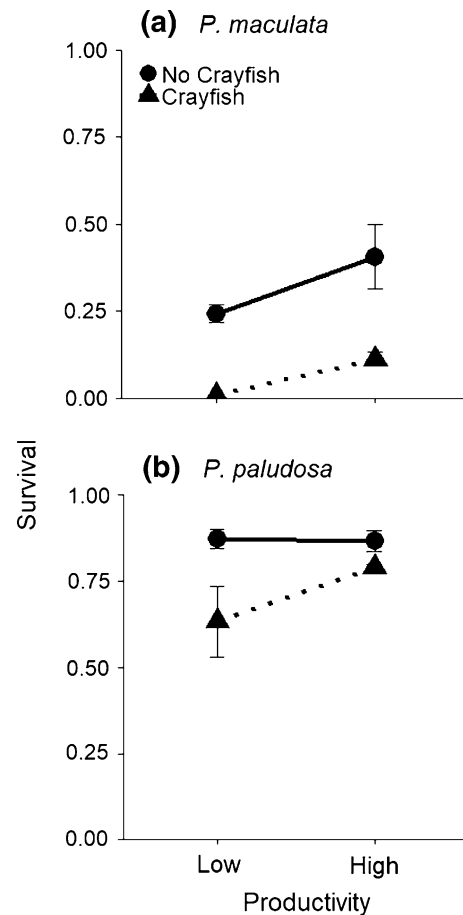 (a) P. maculata
1.00
No Crayfish
Crayfish
0.75
0.50
0.25
0.00
Survival
(b) P. paludosa
1.00
0.75
0.50
0.25
0.00
Low High
Productivity